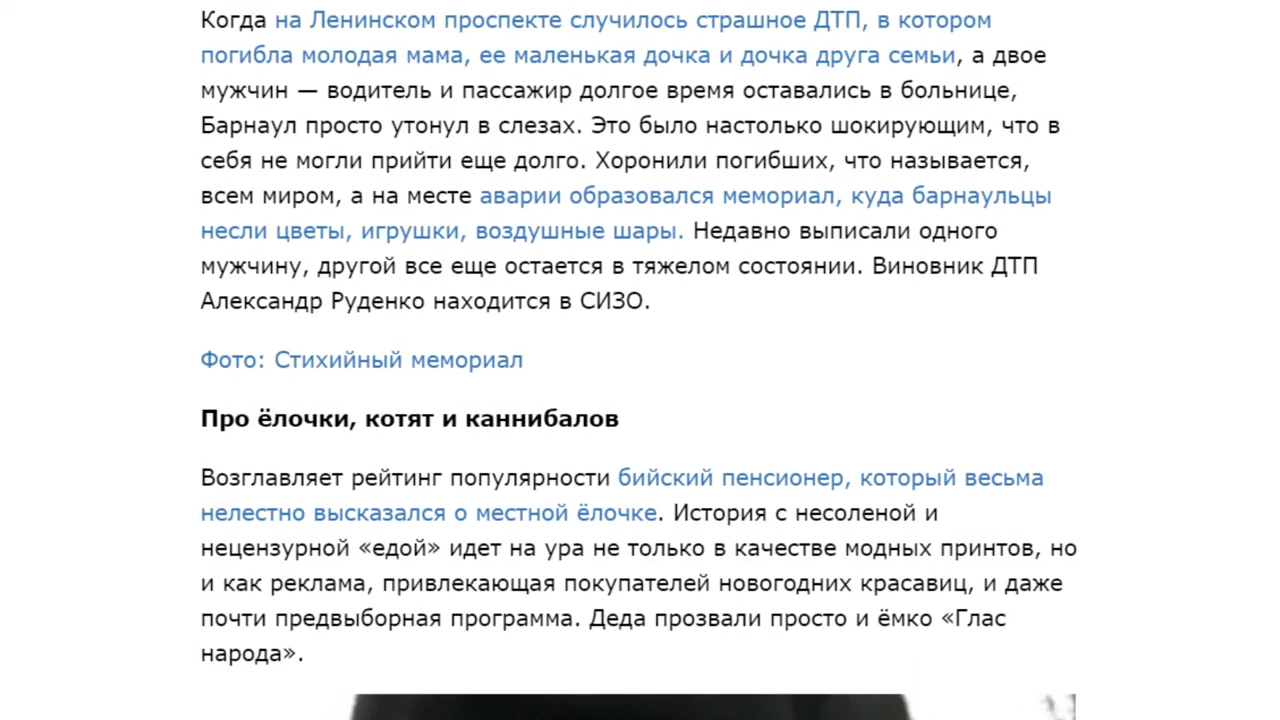 Когда на Ленинском проспекте случилось страшное ДТП, в котором
погибла молодая мама, ее маленькая дочка и дочка друга семьи, а двое
мужчин — водитель и пассажир долгое время оставались в больнице,
Барнаул просто утонул в слезах. Это было настолько шокирующим, что в
себя не могли прийти еще долго. Хоронили погибших, что называется,
всем миром, а на месте аварии образовался мемориал, куда барнаульцы
несли цветы, игрушки, воздушные шары. Недавно выписали одного
мужчину, другой все еще остается в тяжелом состоянии. Виновник ДТП
Александр Руденко находится в СИЗО.
Фото: Стихийный мемориал
Про ёлочки, котят и каннибалов
Возглавляет рейтинг популярности бийский пенсионер, который весьма
нелестно высказался о местной ёлочке. История с несоленой и
нецензурной «едой» идет на ура не только в качестве модных принтов, но
и как реклама, привлекающая покупателей новогодних красавиц, и даже
почти предвыборная программа. Деда прозвали просто и ёмко «Глас
народа».